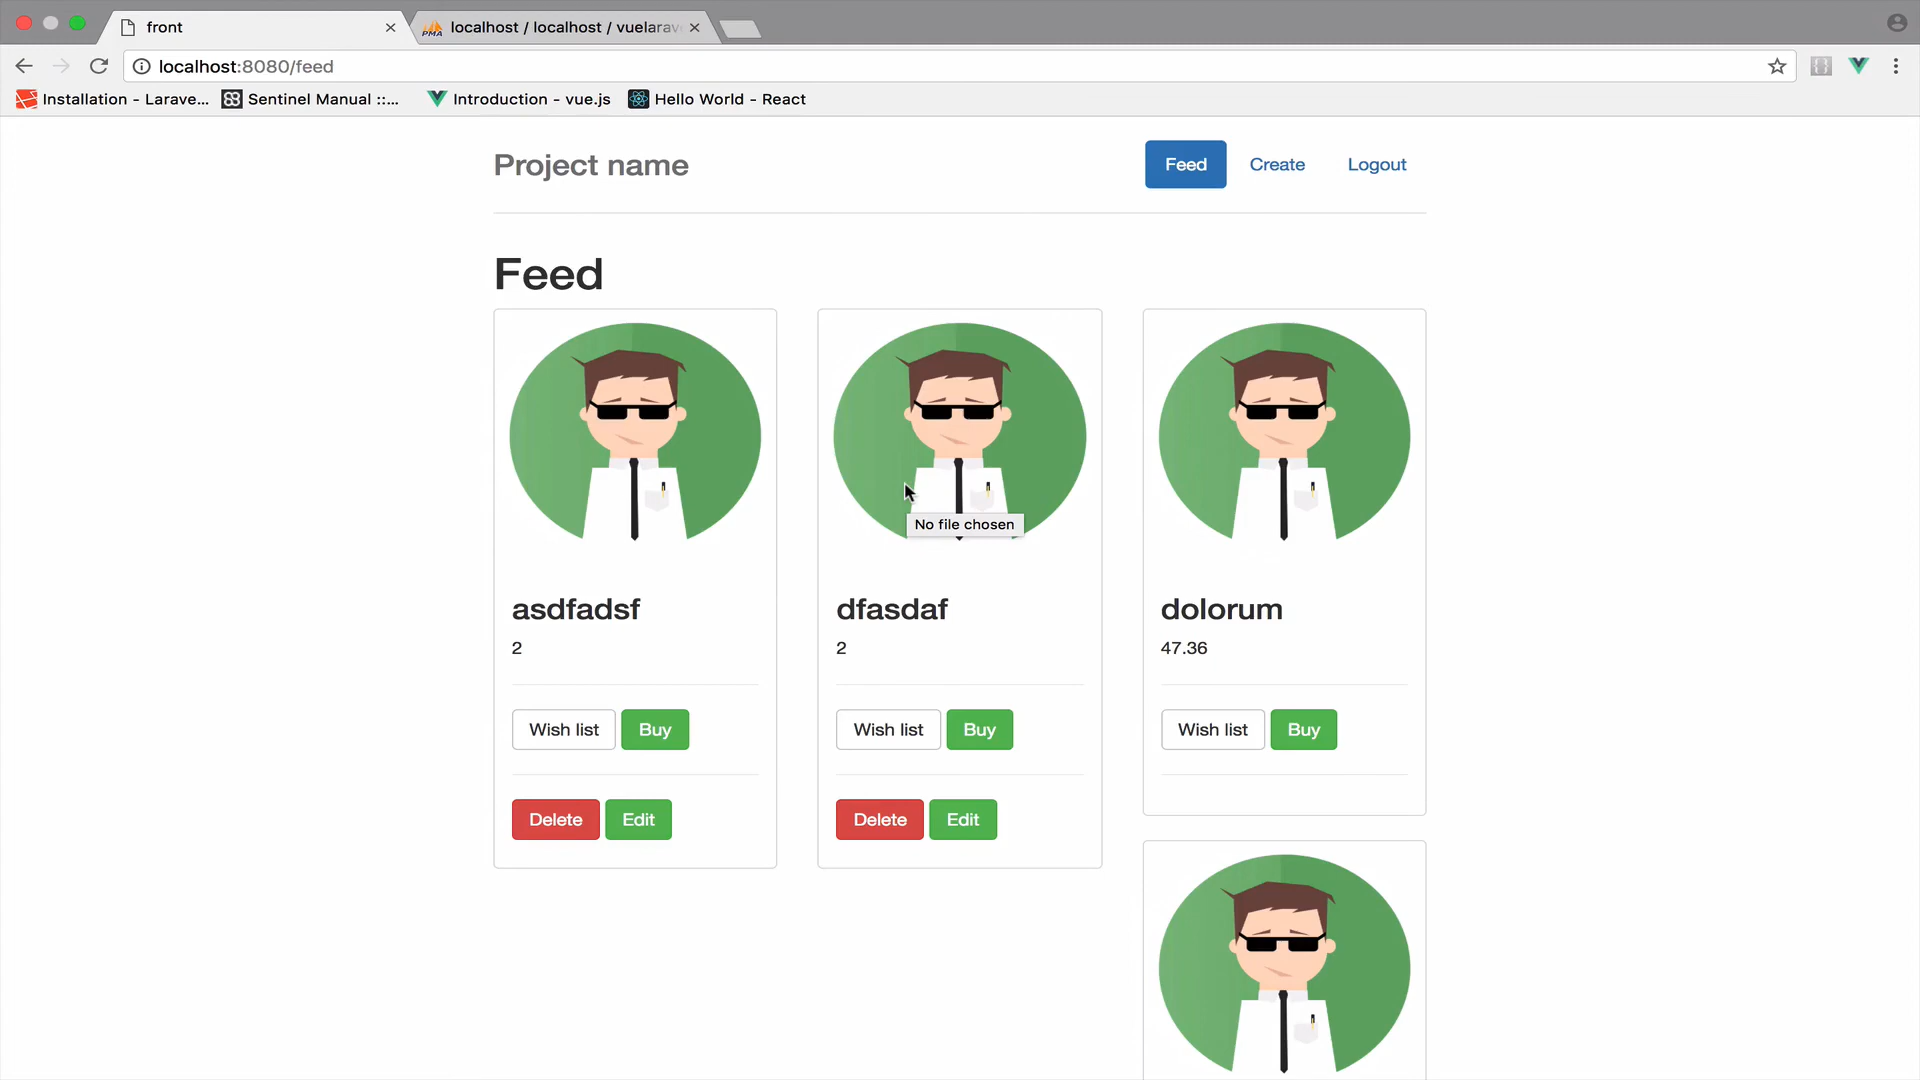 front
PMA localhost / localhost / vuelarav
localhost:8080/feed
Installation - Larave... Sentinel Manual ::... Introduction - vue.js Hello World - React
Project name
Feed Create Logout
Feed
No file chosen
asdfadsf
2
Wish list Buy
Delete Edit
dfasdaf
2
Wish list Buy
Delete Edit
dolorum
47.36
Wish list Buy